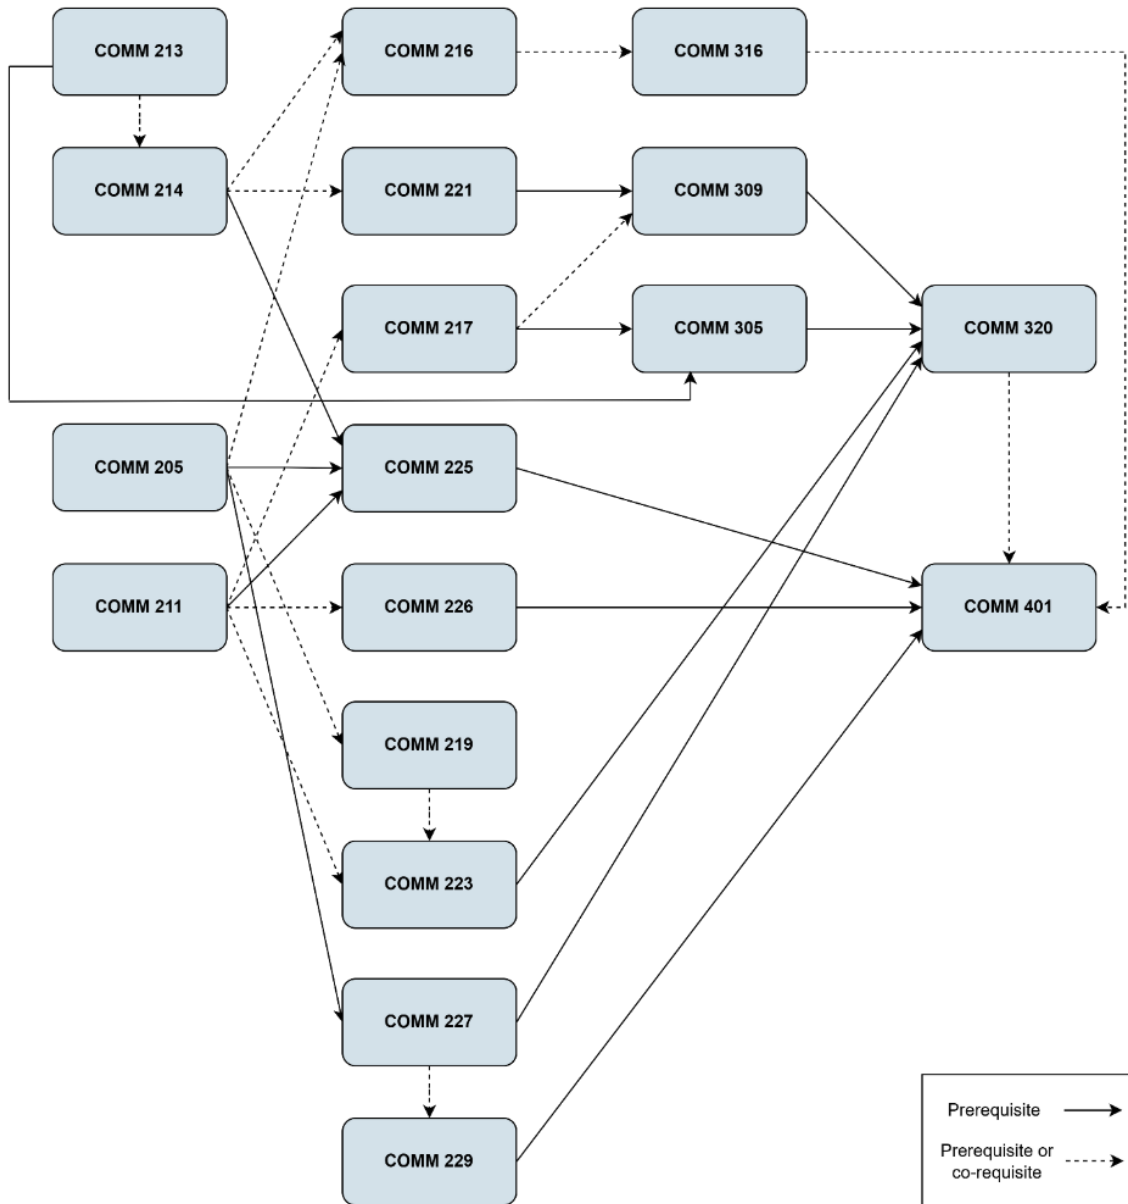 COMM 213
COMM 216
COMM 316
COMM 214
COMM 221
COMM 309
COMM 217
COMM 305
COMM 320
COMM 205
COMM 225
COMM 211
COMM 226
COMM 401
COMM 219
COMM 223
COMM 227
COMM 229
Prerequisite
Prerequisite or
co-requisite